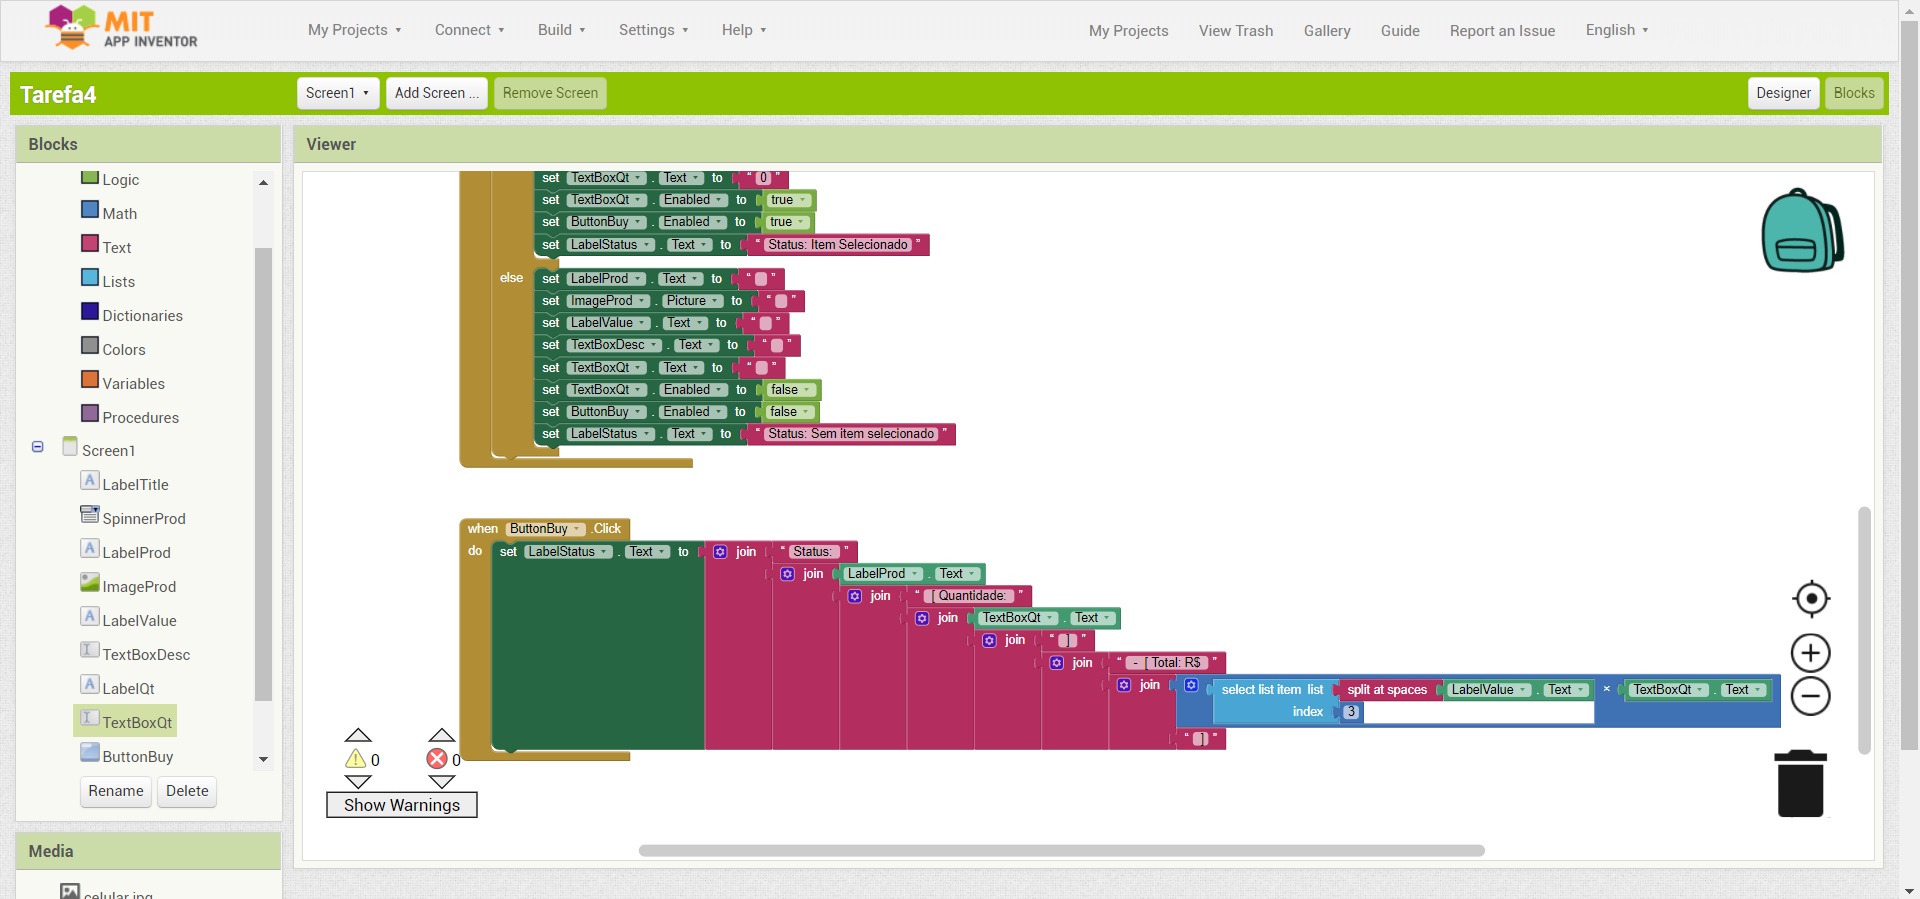 MIT
APP INVENTOR
My Projects Connect Build Settings Help My Projects View Trash Gallery Guide Report an Issue English
Tarefa4 Screen1 Add Screen ... Remove Screen Designer Blocks
Blocks
Logic
Math
Text
Lists
Dictionaries
Colors
Variables
Procedures
Screen1
LabelTitle
SpinnerProd
LabelProd
ImageProd
LabelValue
TextBoxDesc
LabelQt
TextBoxQt
ButtonBuy
Rename Delete
Media
Viewer
set TextBoxQt . Text to " 0 "
set TextBoxQt . Enabled to true
set ButtonBuy . Enabled to true
set LabelStatus . Text to " Status: Item Selecionado "
else set LabelProd . Text to " "
set ImageProd . Picture to " "
set LabelValue . Text to " "
set TextBoxDesc . Text to " "
set TextBoxQt . Text to " "
set TextBoxQt . Enabled to false
set ButtonBuy . Enabled to false
set LabelStatus . Text to " Status: Sem item selecionado "
when ButtonBuy .Click
do set LabelStatus . Text to join " Status: "
join LabelProd . Text
join " [ Quantidade: "
join TextBoxQt . Text
join " ] "
join " - [ Total: R$ "
join select list item list split at spaces LabelValue . Text × TextBoxQt . Text
index 3
" ] "
0 0
Show Warnings